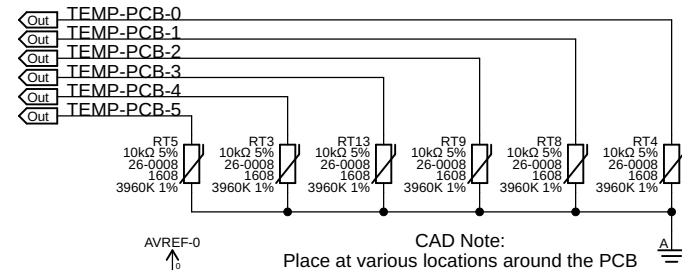 Out TEMP-PCB-0
Out TEMP-PCB-1
Out TEMP-PCB-2
Out TEMP-PCB-3
Out TEMP-PCB-4
Out TEMP-PCB-5
RT5
10kΩ 5%
26-0008
1608
3960K 1%
RT3
10kΩ 5%
26-0008
1608
3960K 1%
RT13
10kΩ 5%
26-0008
1608
3960K 1%
RT9
10kΩ 5%
26-0008
1608
3960K 1%
RT8
10kΩ 5%
26-0008
1608
3960K 1%
RT4
10kΩ 5%
26-0008
1608
3960K 1%
A
AVREF-0
0
CAD Note:
Place at various locations around the PCB